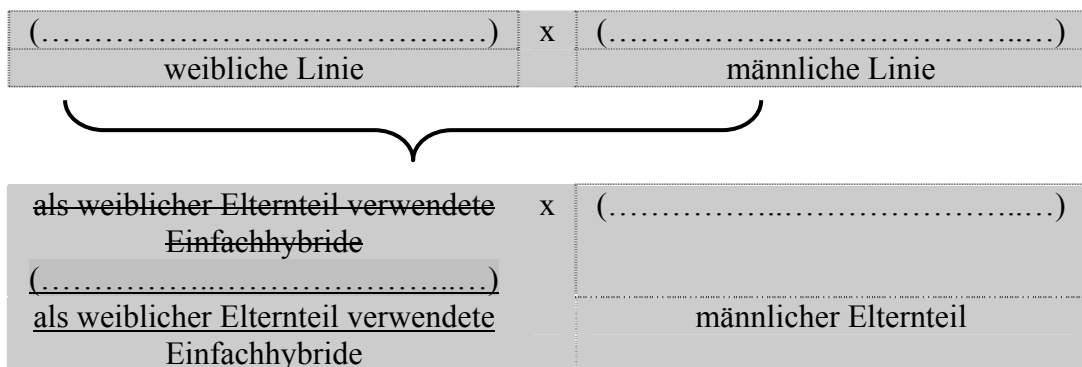 (…………………..……………..…) x (……………..…………………..…)
weibliche Linie männliche Linie
als weiblicher Elternteil verwendete x (……………..…………………..…)
Einfachhybride
(……………..…………………..…)
als weiblicher Elternteil verwendete männlicher Elternteil
Einfachhybride